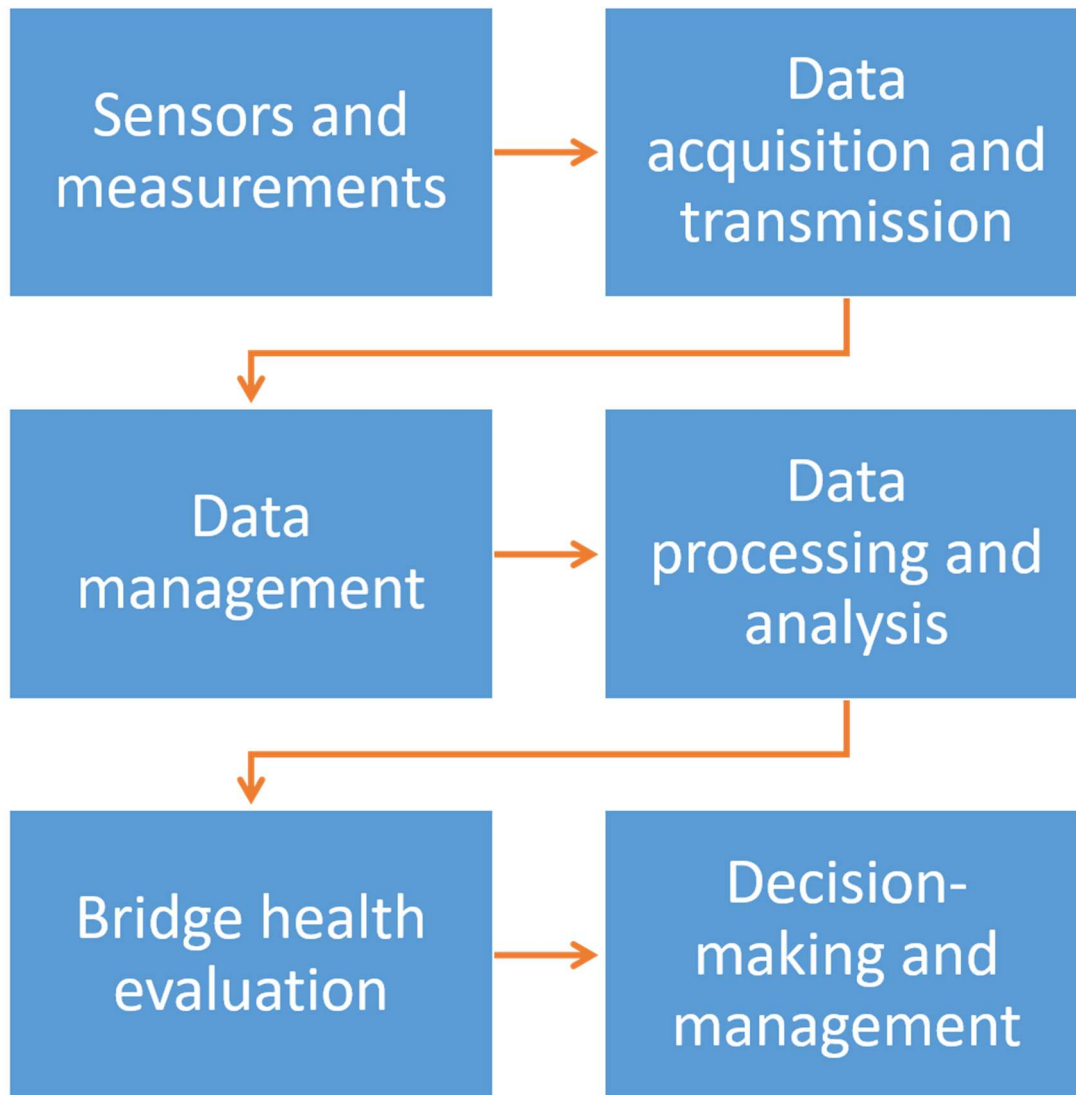 Sensors and
measurements
Data
acquisition and
transmission
Data
management
Data
processing and
analysis
Bridge health
evaluation
Decision-
making and
management